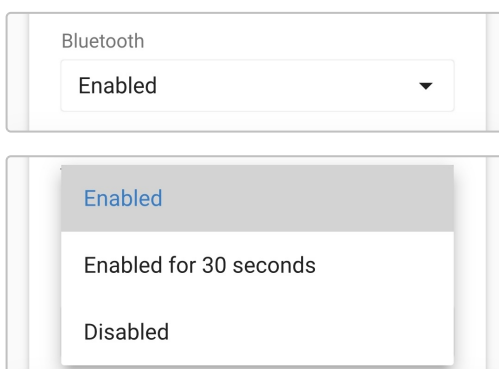 Bluetooth
Enabled
Enabled
Enabled for 30 seconds
Disabled